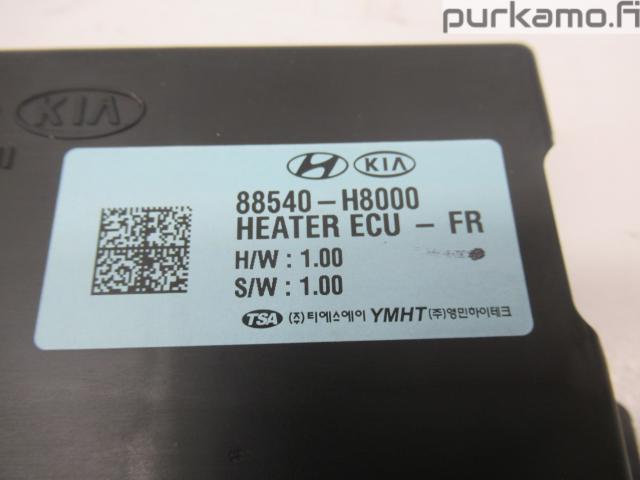 purkamo.fi
KIA
KIA
88540-H8000
HEATER ECU - FR
H/W : 1.00
S/W : 1.00
TSA (주)티에스에이 YMHT (주)영민하이테크